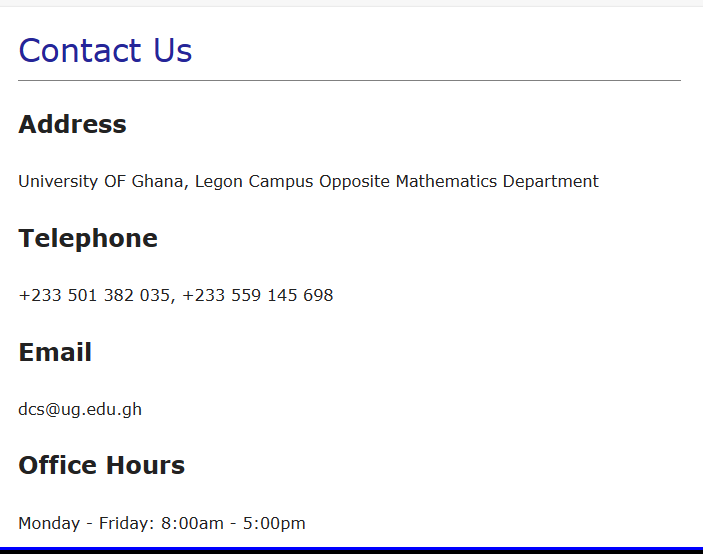 Contact Us
Address
University OF Ghana, Legon Campus Opposite Mathematics Department
Telephone
+233 501 382 035, +233 559 145 698
Email
dcs@ug.edu.gh
Office Hours
Monday - Friday: 8:00am - 5:00pm